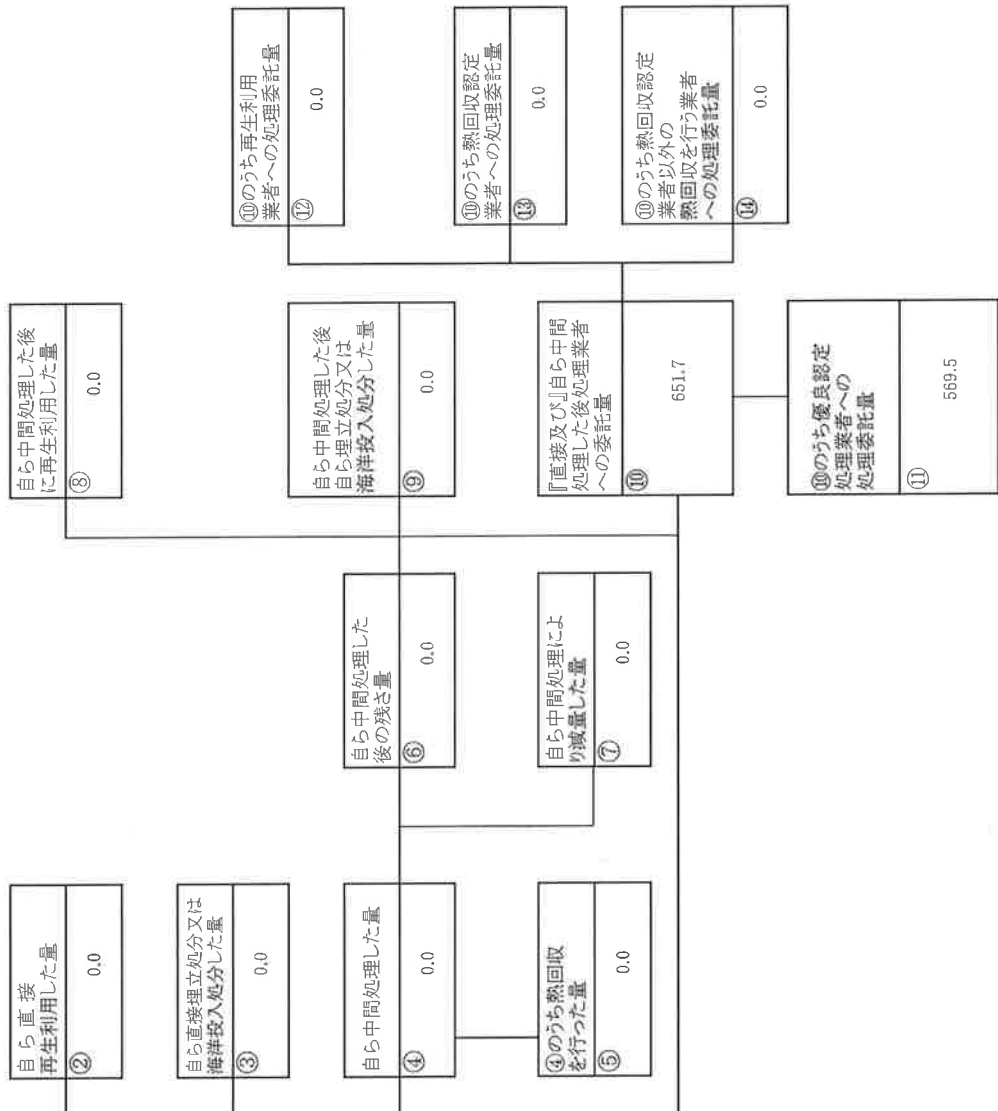 自 ら 直 接
再生利用した量
②
0.0
自ら直接埋立処分又は
海洋投入処分した量
③
0.0
自ら中間処理した量
④
0.0
④のうち熱回収
を行った量
⑤
0.0
自ら中間処理した
後の残さ量
⑥
0.0
自ら中間処理によ
り減量した量
⑦
0.0
自ら中間処理した後
に再生利用した量
⑧
0.0
自ら中間処理した後
自ら埋立処分又は
海洋投入処分した量
⑨
0.0
『直接及び』自ら中間
処理した後処理業者
への委託量
⑩
651.7
⑩のうち優良認定
処理業者への
処理委託量
⑪
569.5
⑩のうち再生利用
業者への処理委託量
⑫
0.0
⑩のうち熱回収認定
業者への処理委託量
⑬
0.0
⑩のうち熱回収認定
業者以外の
熱回収を行う業者
への処理委託量
⑭
0.0